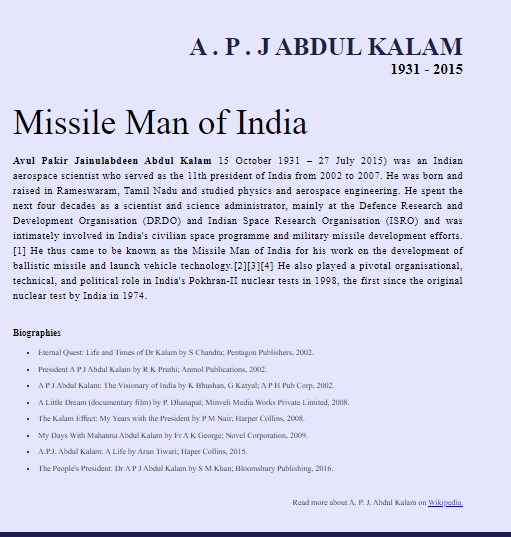 A . P . J ABDUL KALAM
1931 - 2015
Missile Man of India
Avul Pakir Jainulabdeen Abdul Kalam 15 October 1931 – 27 July 2015) was an Indian
aerospace scientist who served as the 11th president of India from 2002 to 2007. He was born and
raised in Rameswaram, Tamil Nadu and studied physics and aerospace engineering. He spent the
next four decades as a scientist and science administrator, mainly at the Defence Research and
Development Organisation (DRDO) and Indian Space Research Organisation (ISRO) and was
intimately involved in India's civilian space programme and military missile development efforts.
[1] He thus came to be known as the Missile Man of India for his work on the development of
ballistic missile and launch vehicle technology.[2][3][4] He also played a pivotal organisational,
technical, and political role in India's Pokhran-II nuclear tests in 1998, the first since the original
nuclear test by India in 1974.
Biographies
• Eternal Quest: Life and Times of Dr Kalam by S Chandra; Pentagon Publishers, 2002.
• President A P J Abdul Kalam by R K Pruthi; Anmol Publications, 2002.
• A P J Abdul Kalam: The Visionary of India by K Bhushan, G Katyal; A P H Pub Corp, 2002.
• A Little Dream (documentary film) by P. Dhanapal; Minveli Media Works Private Limited, 2008.
• The Kalam Effect: My Years with the President by P M Nair; Harper Collins, 2008.
• My Days With Mahatma Abdul Kalam by Fr A K George; Novel Corporation, 2009.
• A.P.J. Abdul Kalam: A Life by Arun Tiwari; Haper Collins, 2015.
• The People's President: Dr A P J Abdul Kalam by S M Khan; Bloomsbury Publishing, 2016.
Read more about A. P. J. Abdul Kalam on Wikipedia.